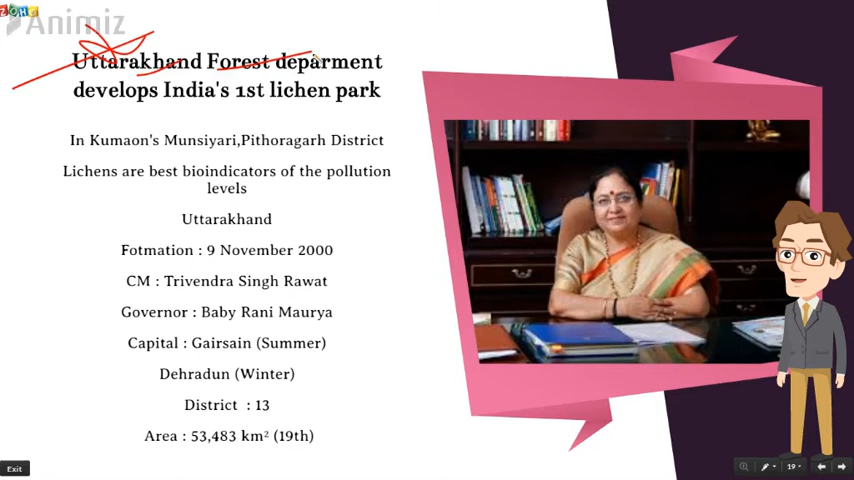 ZOHO
Animiz
Uttarakhand Forest deparment
develops India's 1st lichen park
In Kumaon's Munsiyari,Pithoragarh District
Lichens are best bioindicators of the pollution
levels
Uttarakhand
Fotmation : 9 November 2000
CM : Trivendra Singh Rawat
Governor : Baby Rani Maurya
Capital : Gairsain (Summer)
Dehradun (Winter)
District : 13
Area : 53,483 km² (19th)
Exit
19